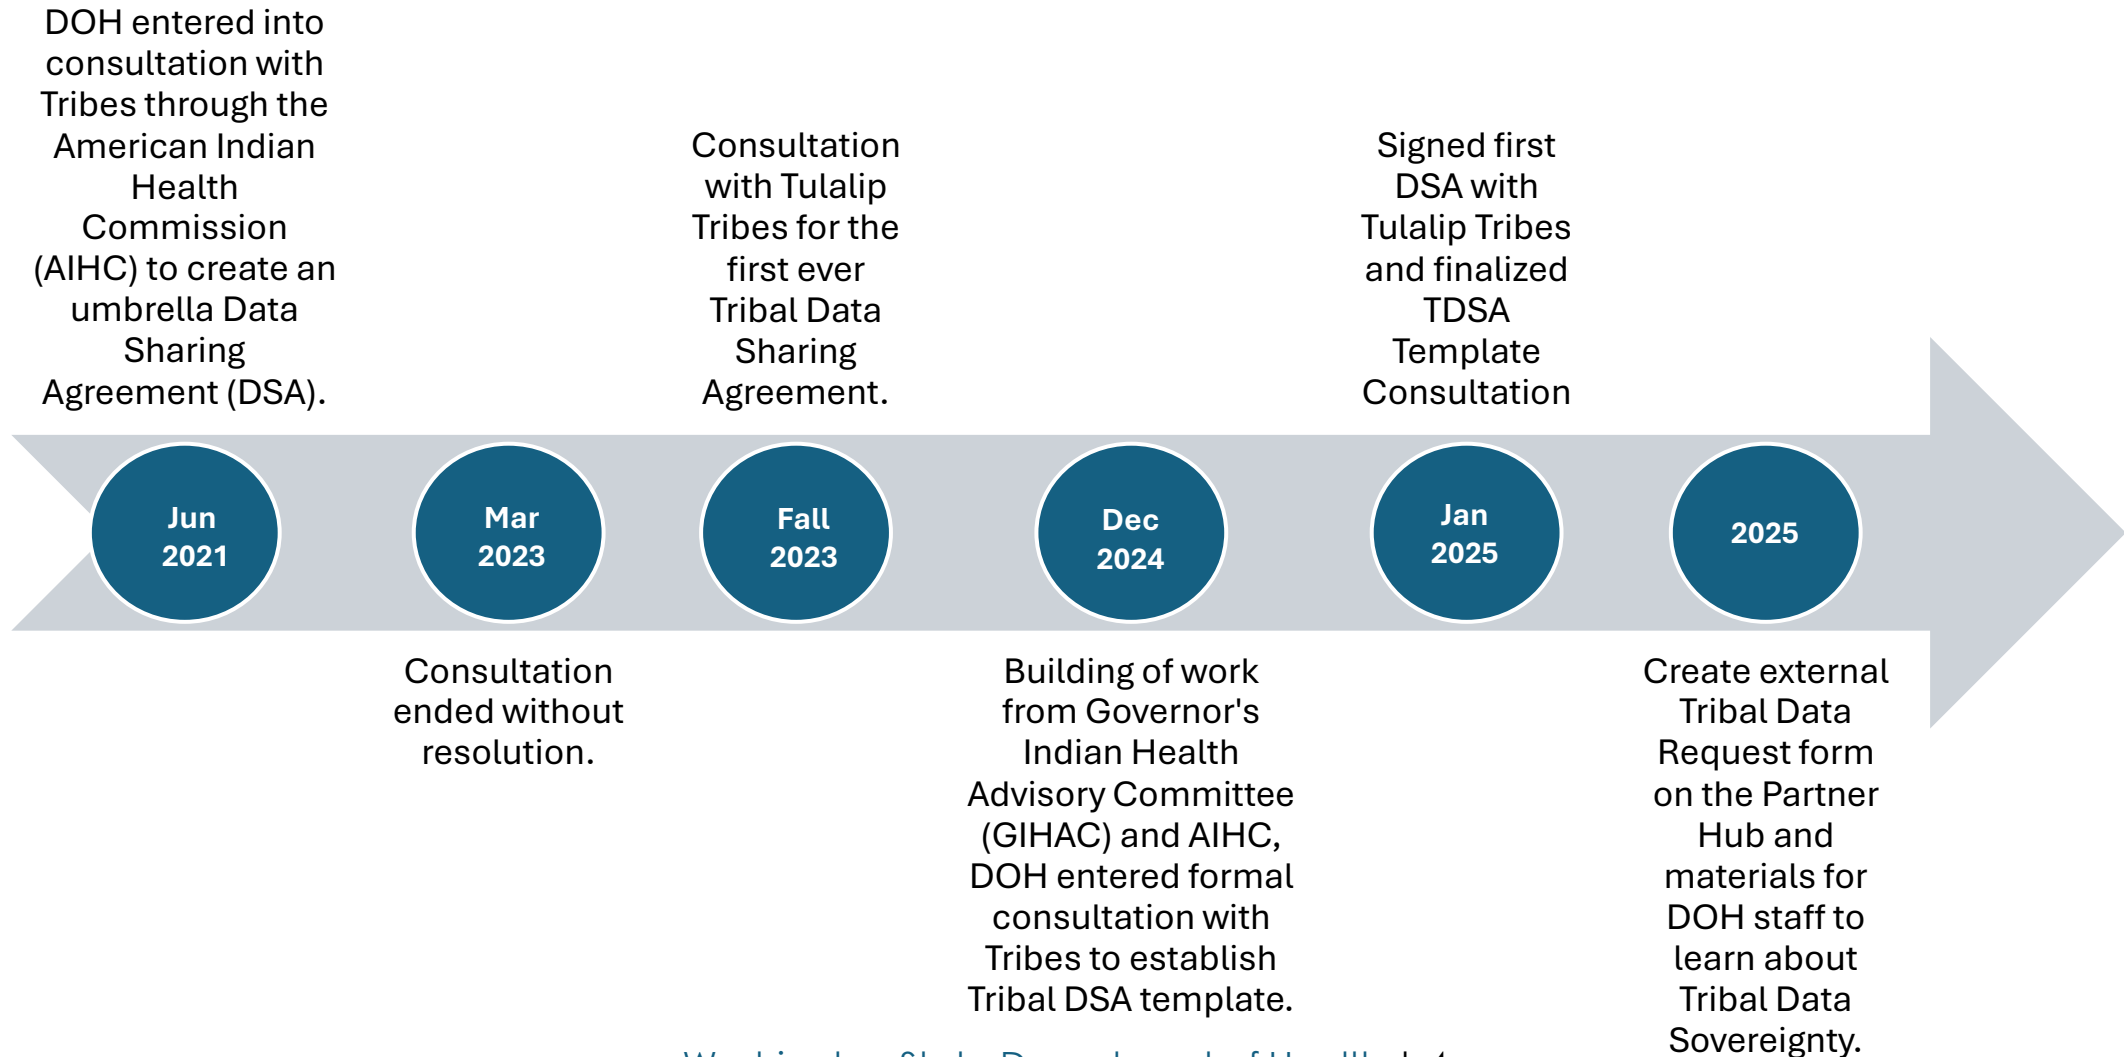 DOH entered into
consultation with
Tribes through the
American Indian
Health
Commission
(AIHC) to create an
umbrella Data
Sharing
Agreement (DSA).
Jun
2021
Mar
2023
Consultation
ended without
resolution.
Consultation
with Tulalip
Tribes for the
first ever
Tribal Data
Sharing
Agreement.
Fall
2023
Dec
2024
Building of work
from Governor's
Indian Health
Advisory Committee
(GIHAC) and AIHC,
DOH entered formal
consultation with
Tribes to establish
Tribal DSA template.
Signed first
DSA with
Tulalip Tribes
and finalized
TDSA
Template
Consultation
Jan
2025
2025
Create external
Tribal Data
Request form
on the Partner
Hub and
materials for
DOH staff to
learn about
Tribal Data
Sovereignty.
Washington State Department of Health